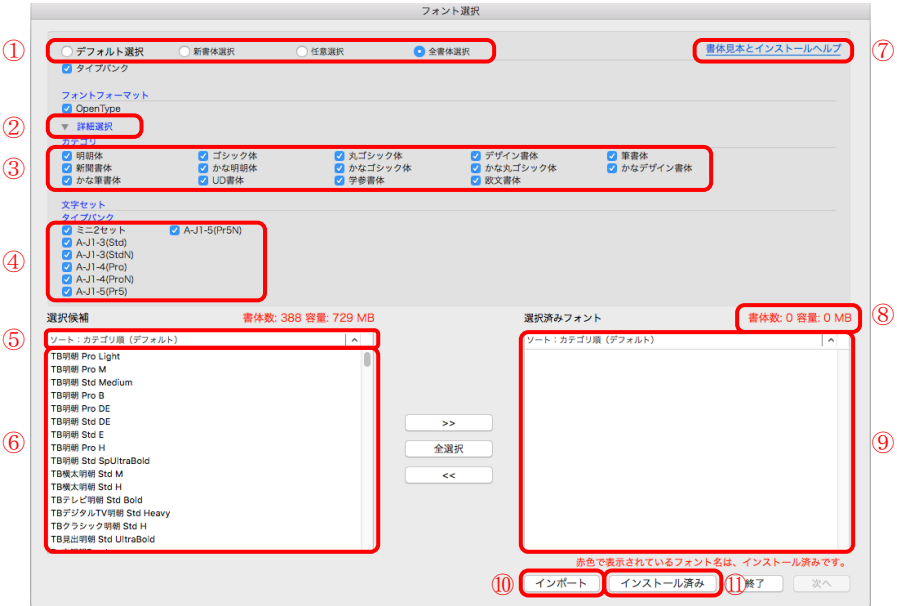 フォント選択
① デフォルト選択 新書体選択 任意選択 全書体選択 書体見本とインストールヘルプ ⑦
タイプバンク
フォントフォーマット
OpenType
② ▼ 詳細選択
カテゴリ
明朝体 ゴシック体 丸ゴシック体 デザイン書体 筆書体
③ 新聞書体 かな明朝体 かなゴシック体 かな丸ゴシック体 かなデザイン書体
かな筆書体 UD書体 学参書体 欧文書体
文字セット
タイプバンク
ミニ2セット A-J1-5(Pr5N)
A-J1-3(Std)
④ A-J1-3(StdN)
A-J1-4(Pro)
A-J1-4(ProN)
A-J1-5(Pr5)
選択候補 書体数: 388 容量: 729 MB 選択済みフォント 書体数: 0 容量: 0 MB ⑧
⑤ ソート：カテゴリ順（デフォルト） ソート：カテゴリ順（デフォルト）
TB明朝 Pro Light
TB明朝 Pro M
TB明朝 Std Medium
TB明朝 Pro B
TB明朝 Pro DE
TB明朝 Std DE >>
TB明朝 Std E
⑥ TB明朝 Pro H 全選択 ⑨
TB明朝 Std SpUltraBold
TB横太明朝 Std M <<
TB横太明朝 Std H
TBテレビ明朝 Std Bold
TBデジタルTV明朝 Std Heavy
TBクラシック明朝 Std H
TB見出明朝 Std UltraBold
赤色で表示されているフォント名は、インストール済みです。
⑩ インポート インストール済み ⑪ 終了 次へ